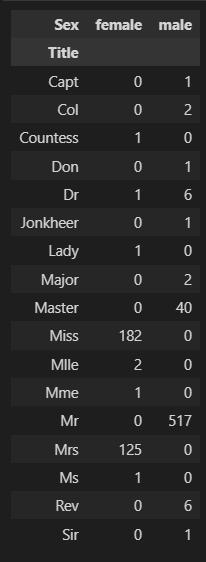 Sex female male
Title
Capt 0 1
Col 0 2
Countess 1 0
Don 0 1
Dr 1 6
Jonkheer 0 1
Lady 1 0
Major 0 2
Master 0 40
Miss 182 0
Mlle 2 0
Mme 1 0
Mr 0 517
Mrs 125 0
Ms 1 0
Rev 0 6
Sir 0 1